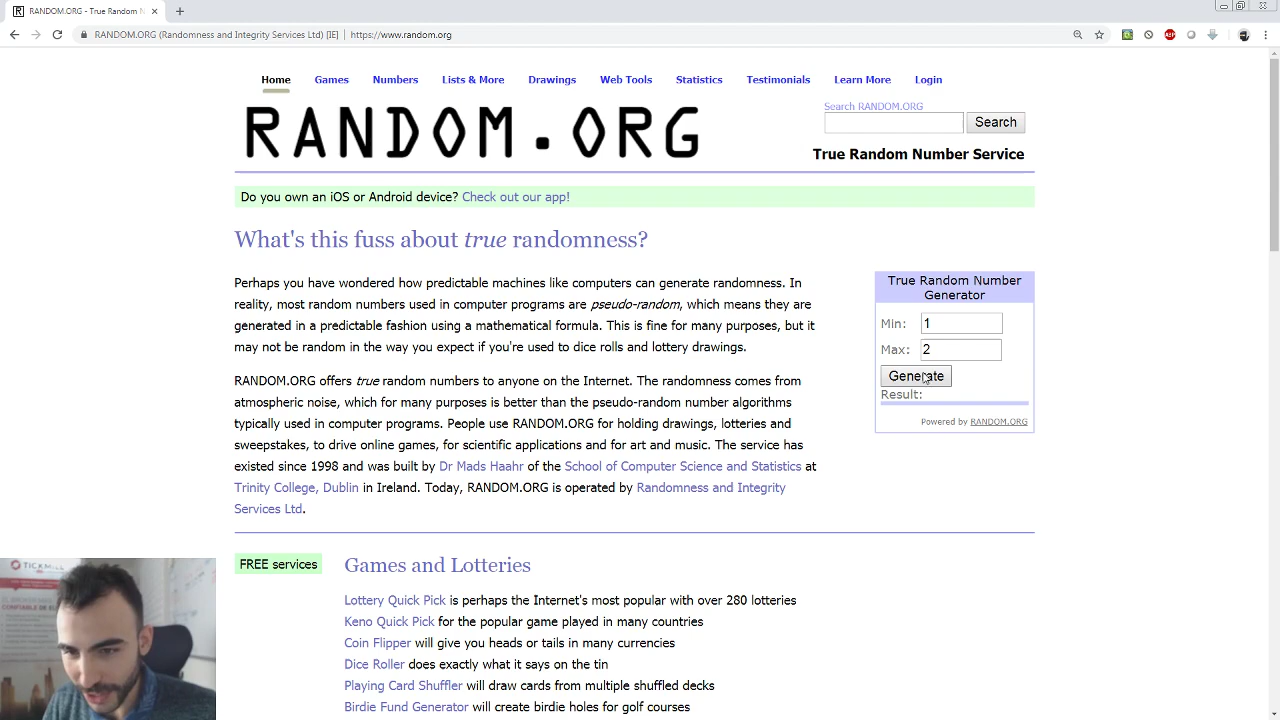 RANDOM.ORG - True Random N
RANDOM.ORG (Randomness and Integrity Services Ltd) [IE] | https://www.random.org
Home Games Numbers Lists & More Drawings Web Tools Statistics Testimonials Learn More Login
RANDOM.ORG
Search RANDOM.ORG
Search
True Random Number Service
Do you own an iOS or Android device? Check out our app!
What's this fuss about true randomness?
Perhaps you have wondered how predictable machines like computers can generate randomness. In
reality, most random numbers used in computer programs are pseudo-random, which means they are
generated in a predictable fashion using a mathematical formula. This is fine for many purposes, but it
may not be random in the way you expect if you're used to dice rolls and lottery drawings.
RANDOM.ORG offers true random numbers to anyone on the Internet. The randomness comes from
atmospheric noise, which for many purposes is better than the pseudo-random number algorithms
typically used in computer programs. People use RANDOM.ORG for holding drawings, lotteries and
sweepstakes, to drive online games, for scientific applications and for art and music. The service has
existed since 1998 and was built by Dr Mads Haahr of the School of Computer Science and Statistics at
Trinity College, Dublin in Ireland. Today, RANDOM.ORG is operated by Randomness and Integrity
Services Ltd.
True Random Number
Generator
Min: 1
Max: 2
Generate
Result:
Powered by RANDOM.ORG
FREE services
Games and Lotteries
Lottery Quick Pick is perhaps the Internet's most popular with over 280 lotteries
Keno Quick Pick for the popular game played in many countries
Coin Flipper will give you heads or tails in many currencies
Dice Roller does exactly what it says on the tin
Playing Card Shuffler will draw cards from multiple shuffled decks
Birdie Fund Generator will create birdie holes for golf courses
TICKMILL